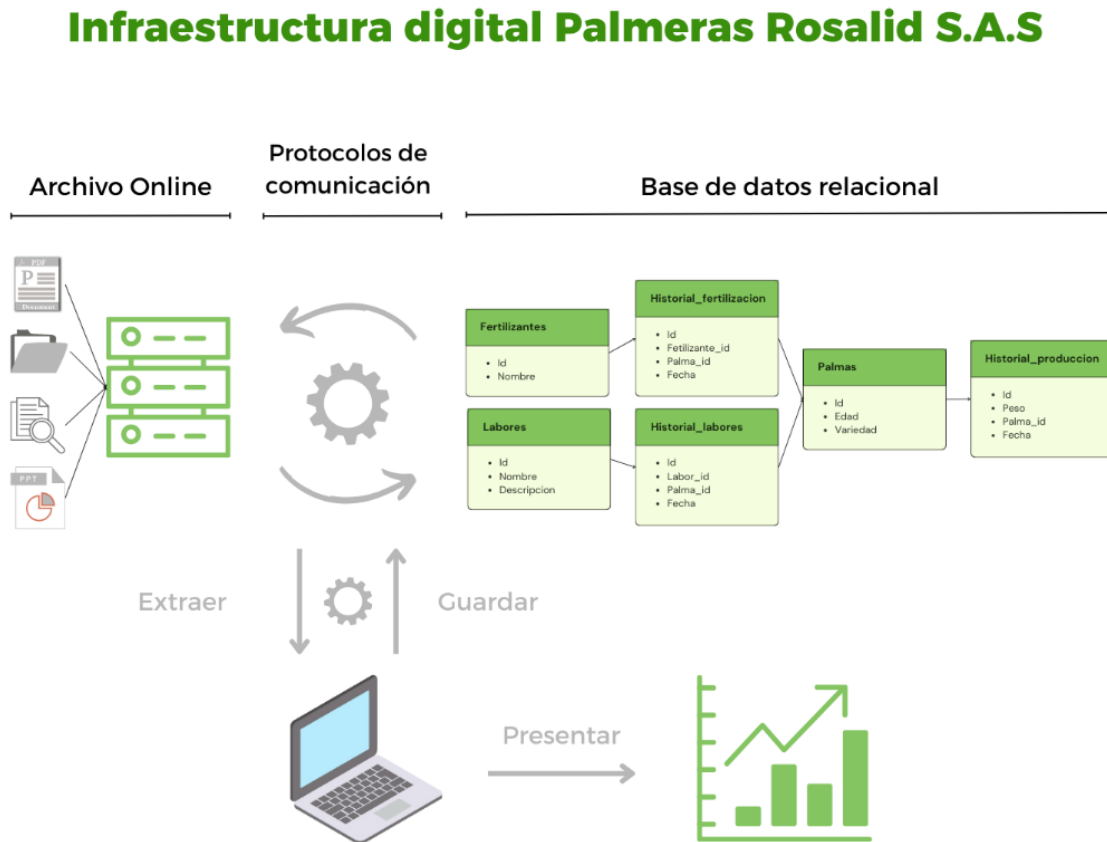 Infraestructura digital Palmeras Rosalid S.A.S
Archivo Online
Protocolos de
comunicación
Base de datos relacional
PDF
P
Document
PPT
Fertilizantes
Id
Nombre
Historial_fertilizacion
Id
Fetilizante_id
Palma_id
Fecha
Labores
Id
Nombre
Descripcion
Historial_labores
Id
Labor_id
Palma_id
Fecha
Palmas
Id
Edad
Variedad
Historial_produccion
Id
Peso
Palma_id
Fecha
Extraer
Guardar
Presentar